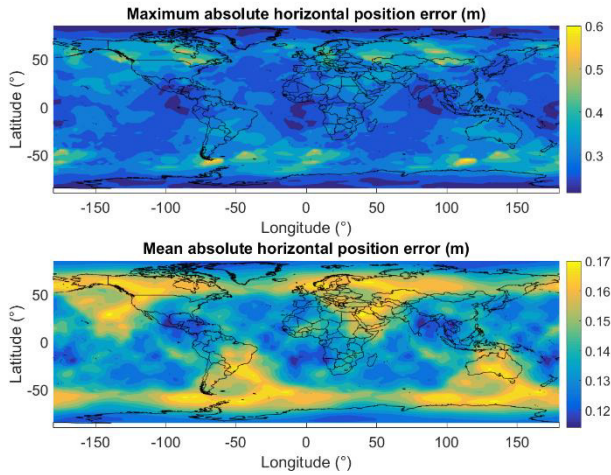 Maximum absolute horizontal position error (m)
0.6
0.5
0.4
0.3
50
0
-50
Latitude (°)
-150 -100 -50 0 50 100 150
Longitude (°)
Mean absolute horizontal position error (m)
0.17
0.16
0.15
0.14
0.13
0.12
50
0
-50
Latitude (°)
-150 -100 -50 0 50 100 150
Longitude (°)